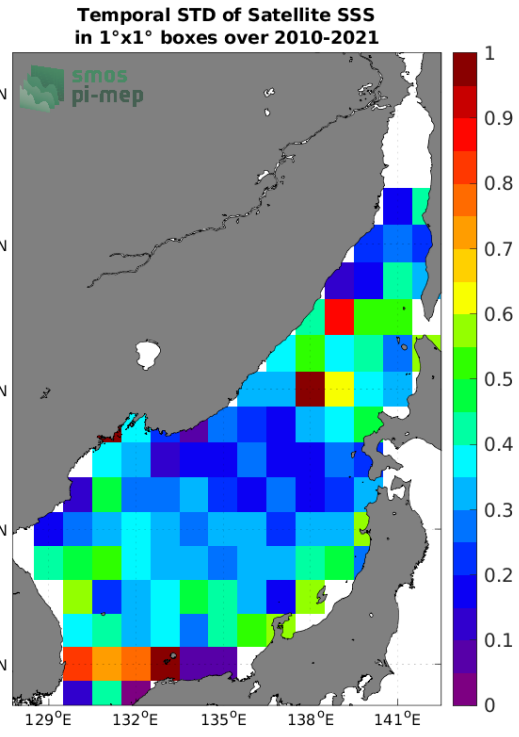 Temporal STD of Satellite SSS
in 1°x1° boxes over 2010-2021
smos
pi-mep
N
N
N
N
N
1
0.9
0.8
0.7
0.6
0.5
0.4
0.3
0.2
0.1
0
129°E 132°E 135°E 138°E 141°E